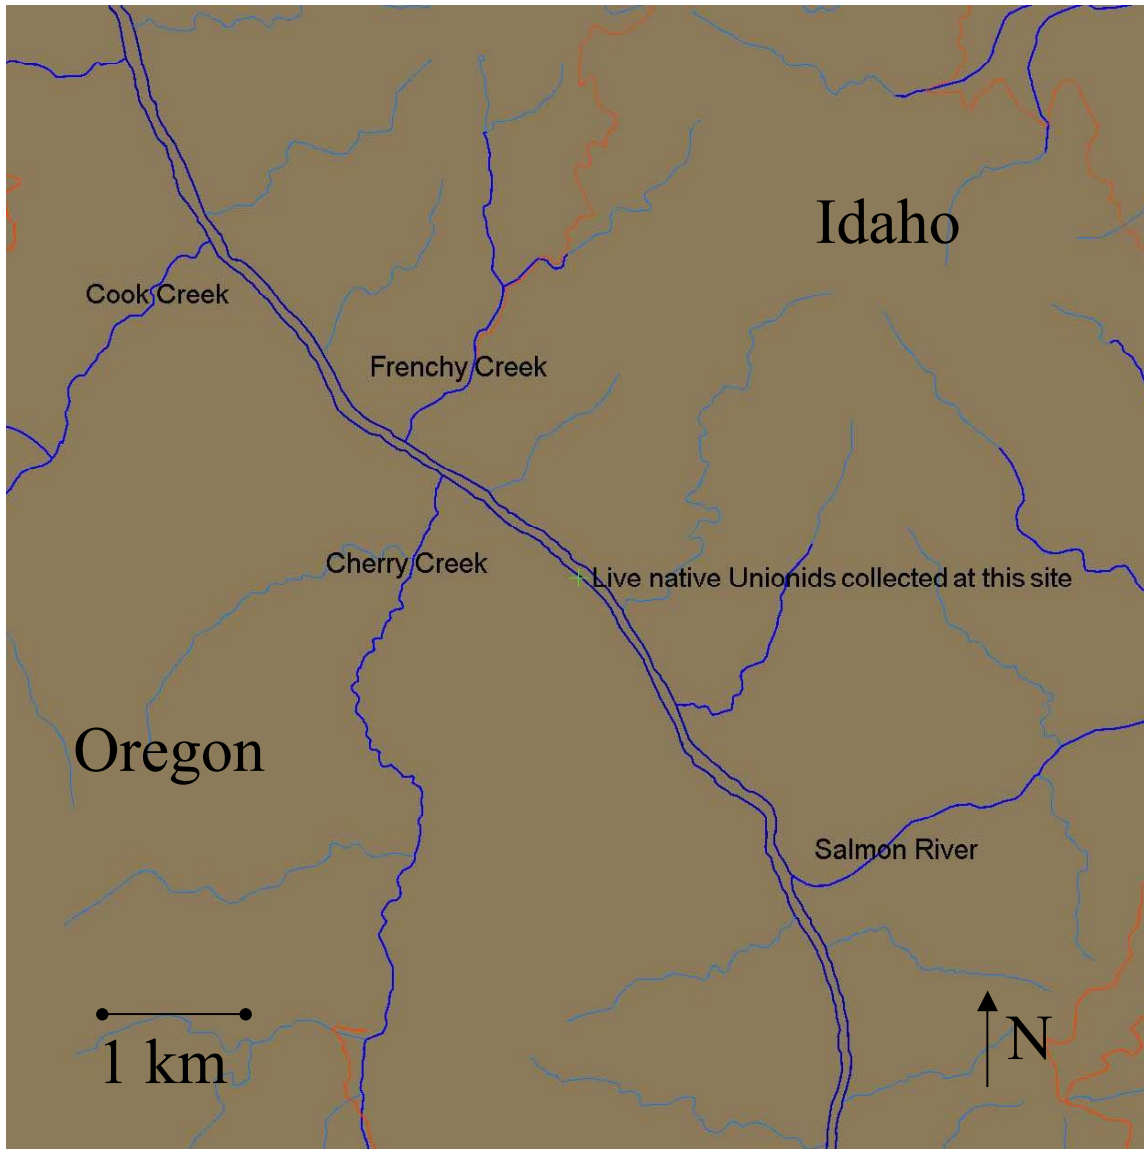 Idaho
Cook Creek
Frenchy Creek
Cherry Creek
Live native Unionids collected at this site
Oregon
Salmon River
N
1 km